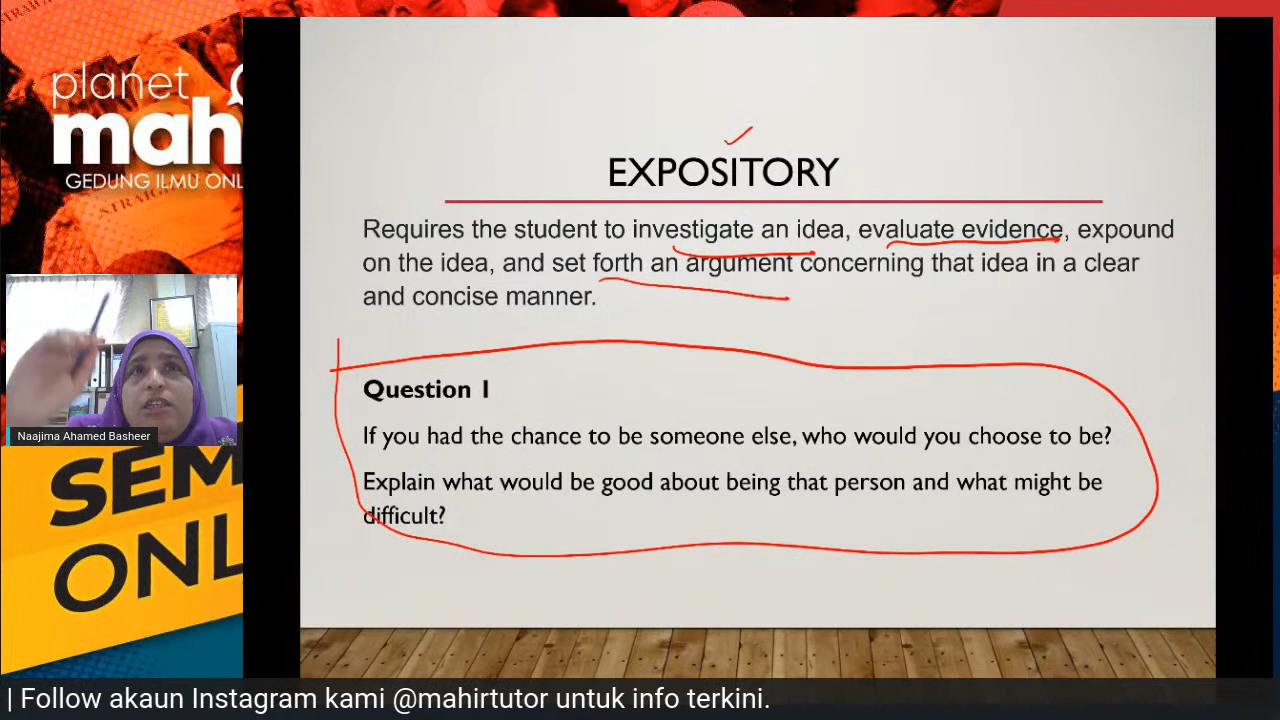 planet
mah
GEDUNG ILMU ONL
STRAIG
EXPOSITORY
Requires the student to investigate an idea, evaluate evidence, expound
on the idea, and set forth an argument concerning that idea in a clear
and concise manner.
Question 1
If you had the chance to be someone else, who would you choose to be?
Explain what would be good about being that person and what might be
difficult?
Naajima Ahamed Basheer
SEM
ONL
| Follow akaun Instagram kami @mahirtutor untuk info terkini.